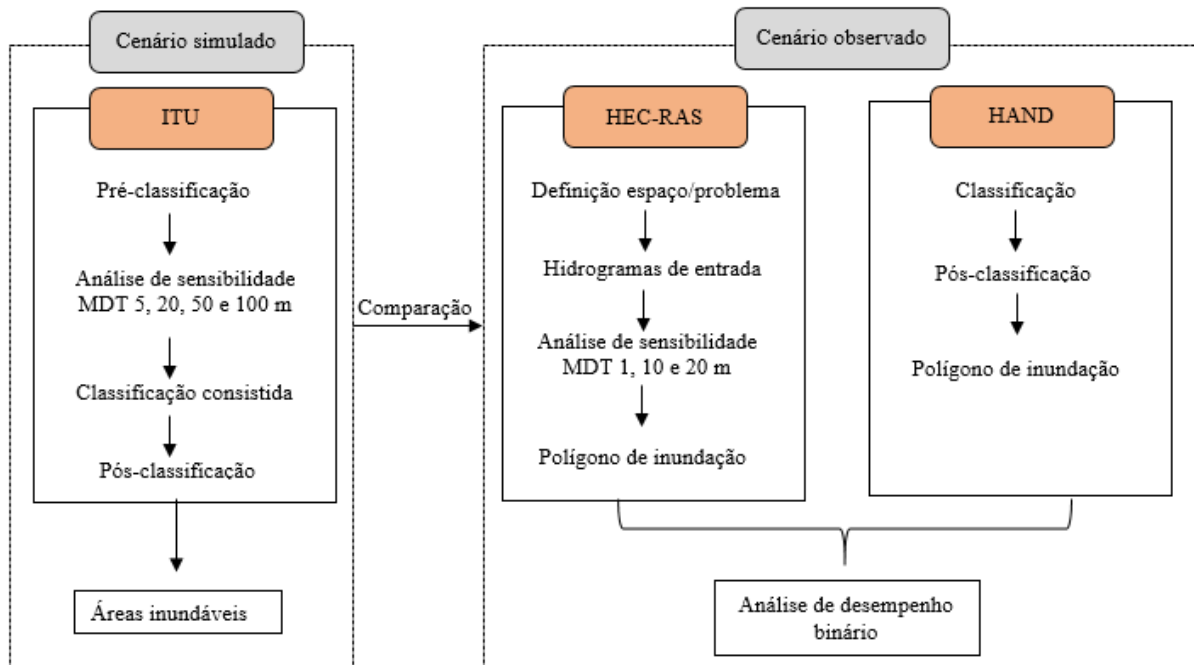 Cenário simulado
ITU
Pré-classificação
Análise de sensibilidade
MDT 5, 20, 50 e 100 m
Classificação consistida
Pós-classificação
Áreas inundáveis
Comparação
Cenário observado
HEC-RAS
Definição espaço/problema
Hidrogramas de entrada
Análise de sensibilidade
MDT 1, 10 e 20 m
Polígono de inundação
HAND
Classificação
Pós-classificação
Polígono de inundação
Análise de desempenho
binário